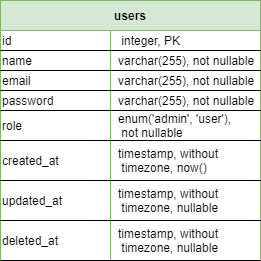 users
id integer, PK
name varchar(255), not nullable
email varchar(255), not nullable
password varchar(255), not nullable
role enum('admin', 'user'),
not nullable
created_at timestamp, without
timezone, now()
updated_at timestamp, without
timezone, nullable
deleted_at timestamp, without
timezone, nullable